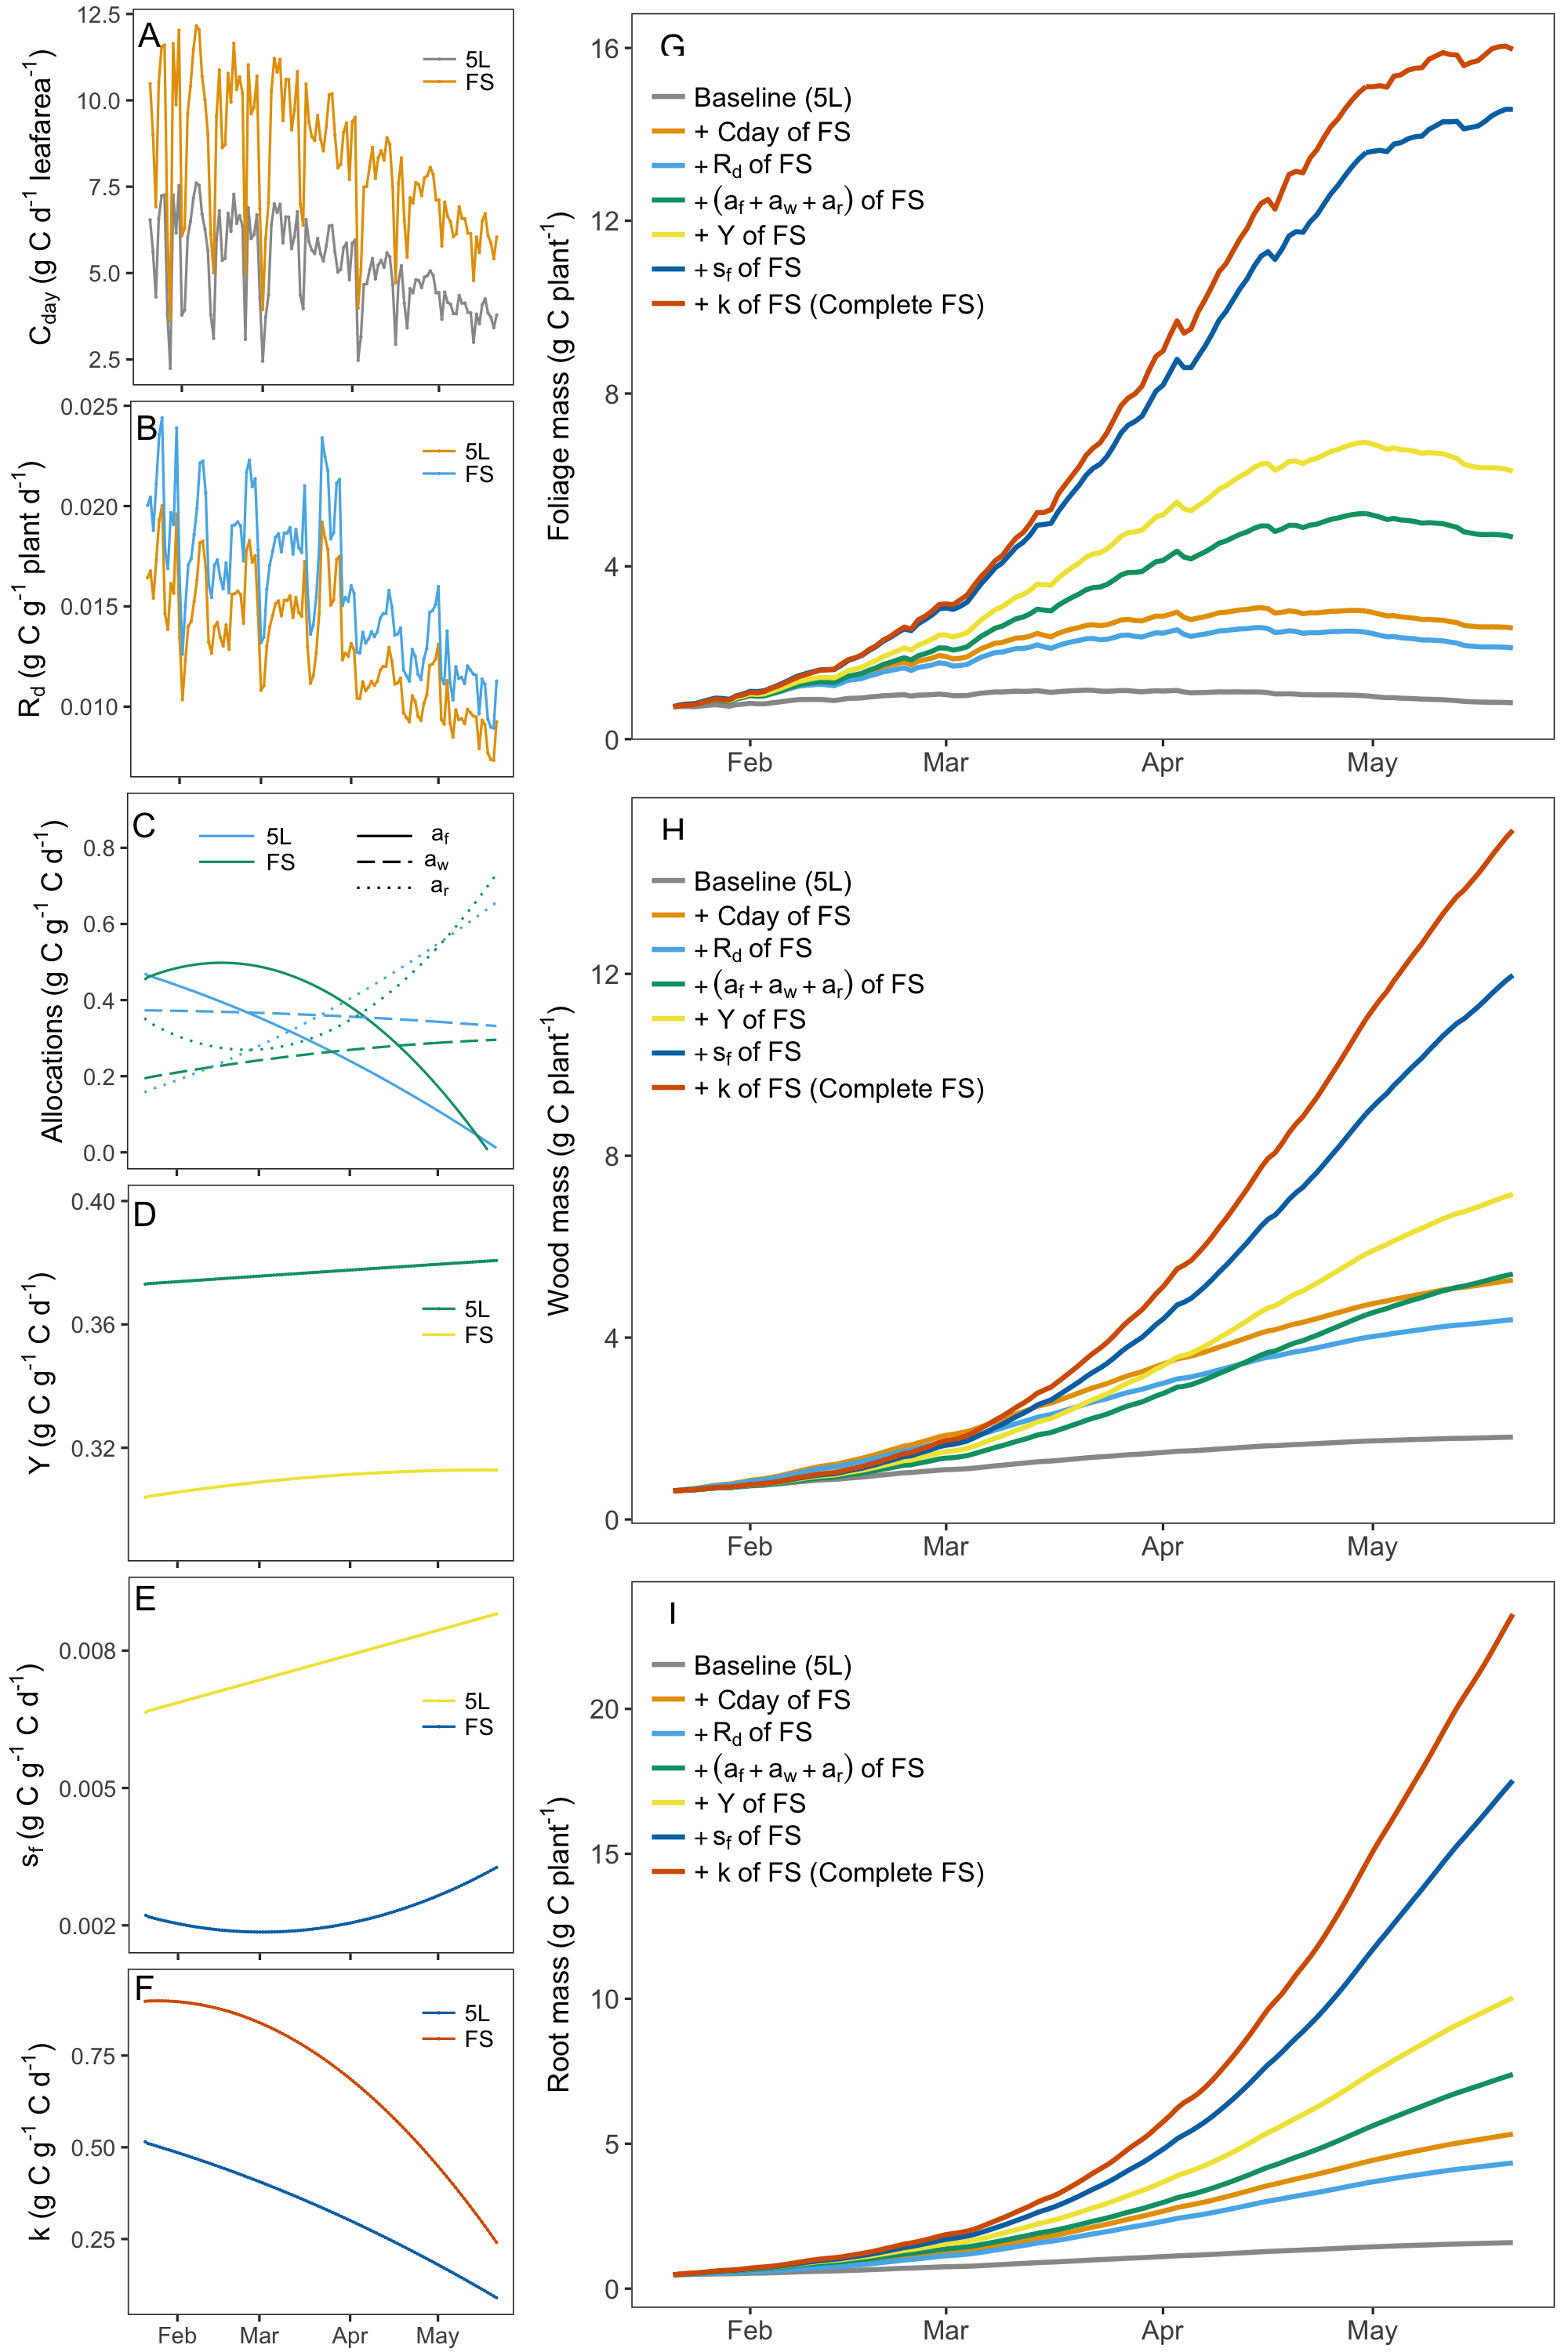 A
5L
FS
12.5
10.0
7.5
5.0
2.5
Cday (g C d-1 leafarea-1)
B
5L
FS
0.025
0.020
0.015
0.010
Rd (g C g-1 plant d-1)
C
5L
FS
af
aw
ar
0.8
0.6
0.4
0.2
0.0
Allocations (g C g-1 C d-1)
D
5L
FS
0.40
0.36
0.32
Y (g C g-1 C d-1)
E
5L
FS
0.008
0.005
0.002
sf (g C g-1 C d-1)
F
5L
FS
0.75
0.50
0.25
k (g C g-1 C d-1)
Feb Mar Apr May
G
Baseline (5L)
+ Cday of FS
+ Rd of FS
+ (af + aw + ar) of FS
+ Y of FS
+ sf of FS
+ k of FS (Complete FS)
16
12
8
4
0
Foliage mass (g C plant-1)
Feb Mar Apr May
H
Baseline (5L)
+ Cday of FS
+ Rd of FS
+ (af + aw + ar) of FS
+ Y of FS
+ sf of FS
+ k of FS (Complete FS)
12
8
4
0
Wood mass (g C plant-1)
Feb Mar Apr May
I
Baseline (5L)
+ Cday of FS
+ Rd of FS
+ (af + aw + ar) of FS
+ Y of FS
+ sf of FS
+ k of FS (Complete FS)
20
15
10
5
0
Root mass (g C plant-1)
Feb Mar Apr May